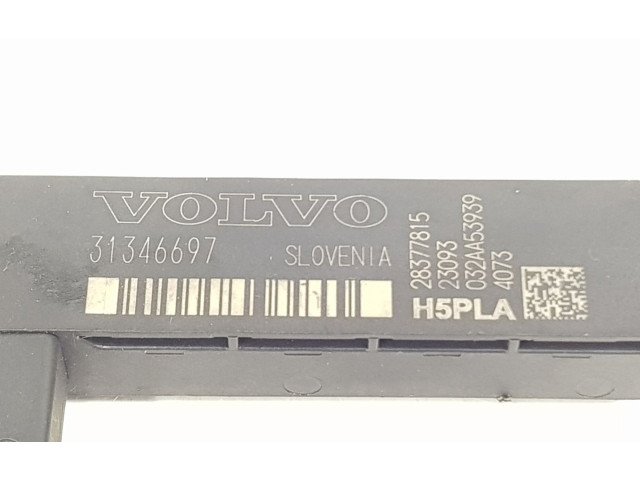 VOLVO
31346697 SLOVENIA
28377815
23093
032AA53939
4073
H5PLA